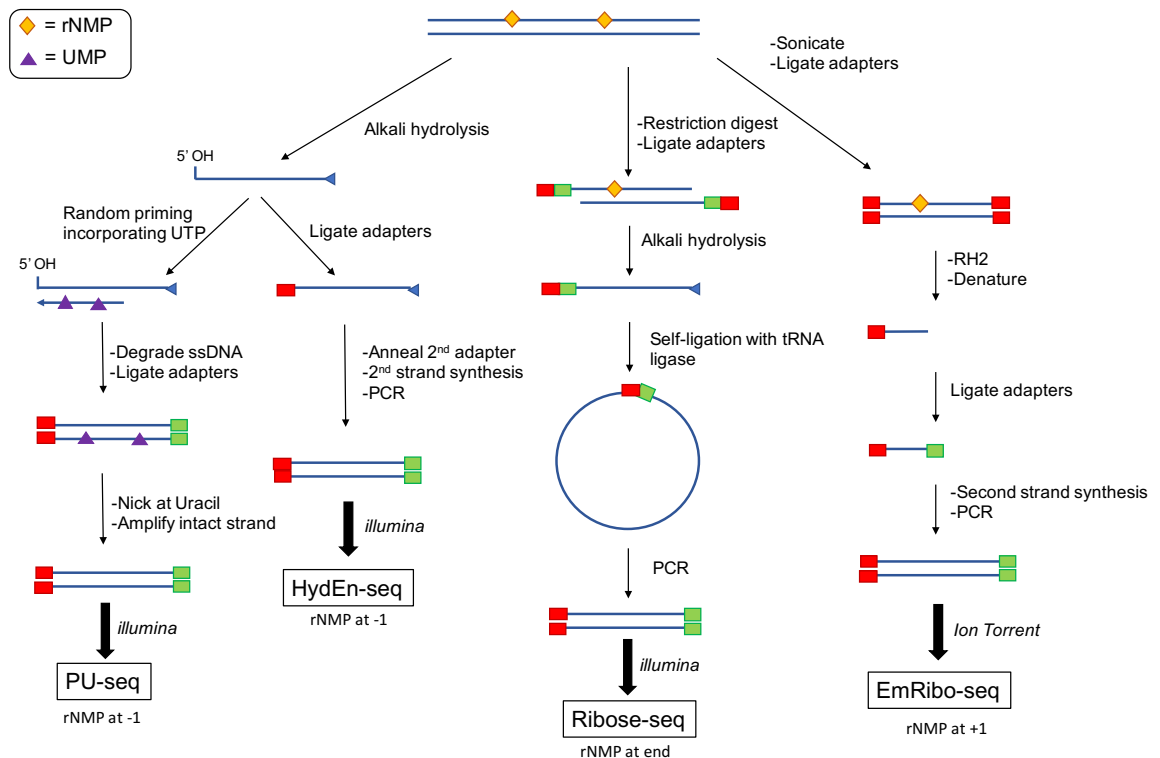 = rNMP
= UMP
-Sonicate
-Ligate adapters
Alkali hydrolysis
-Restriction digest
-Ligate adapters
5’ OH
Random priming
incorporating UTP
Ligate adapters
Alkali hydrolysis
-RH2
-Denature
5’ OH
-Degrade ssDNA
-Ligate adapters
-Anneal 2nd adapter
-2nd strand synthesis
-PCR
Self-ligation with tRNA
ligase
Ligate adapters
-Nick at Uracil
-Amplify intact strand
illumina
HydEn-seq
rNMP at -1
PCR
-Second strand synthesis
-PCR
illumina
PU-seq
rNMP at -1
illumina
Ribose-seq
rNMP at end
Ion Torrent
EmRibo-seq
rNMP at +1